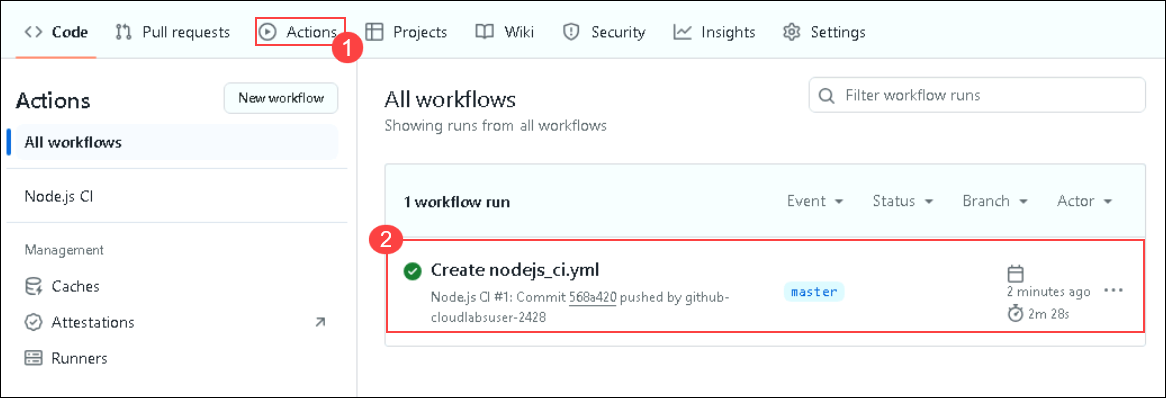 Code Pull requests Actions Projects Wiki Security Insights Settings
1
Actions New workflow
All workflows
Node.js CI
Management
Caches
Attestations
Runners
All workflows
Showing runs from all workflows
Filter workflow runs
1 workflow run Event Status Branch Actor
2
Create nodejs_ci.yml
Node.js CI #1: Commit 568a420 pushed by github-
cloudlabsuser-2428
master
2 minutes ago
2m 28s